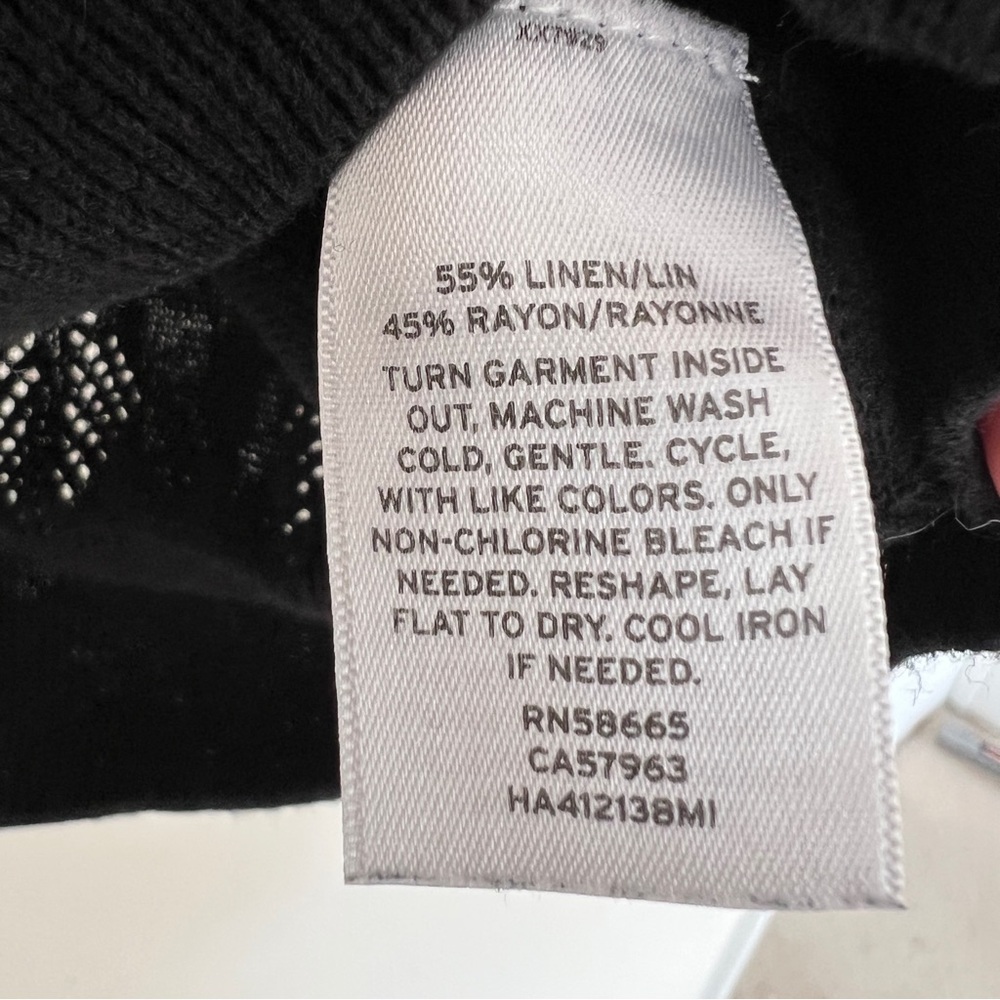 55% LINEN/LIN
45% RAYON/RAYONNE
TURN GARMENT INSIDE
OUT, MACHINE WASH
COLD, GENTLE. CYCLE,
WITH LIKE COLORS. ONLY
NON-CHLORINE BLEACH IF
NEEDED. RESHAPE, LAY
FLAT TO DRY. COOL IRON
IF NEEDED.
RN58665
CA57963
HA412138MI